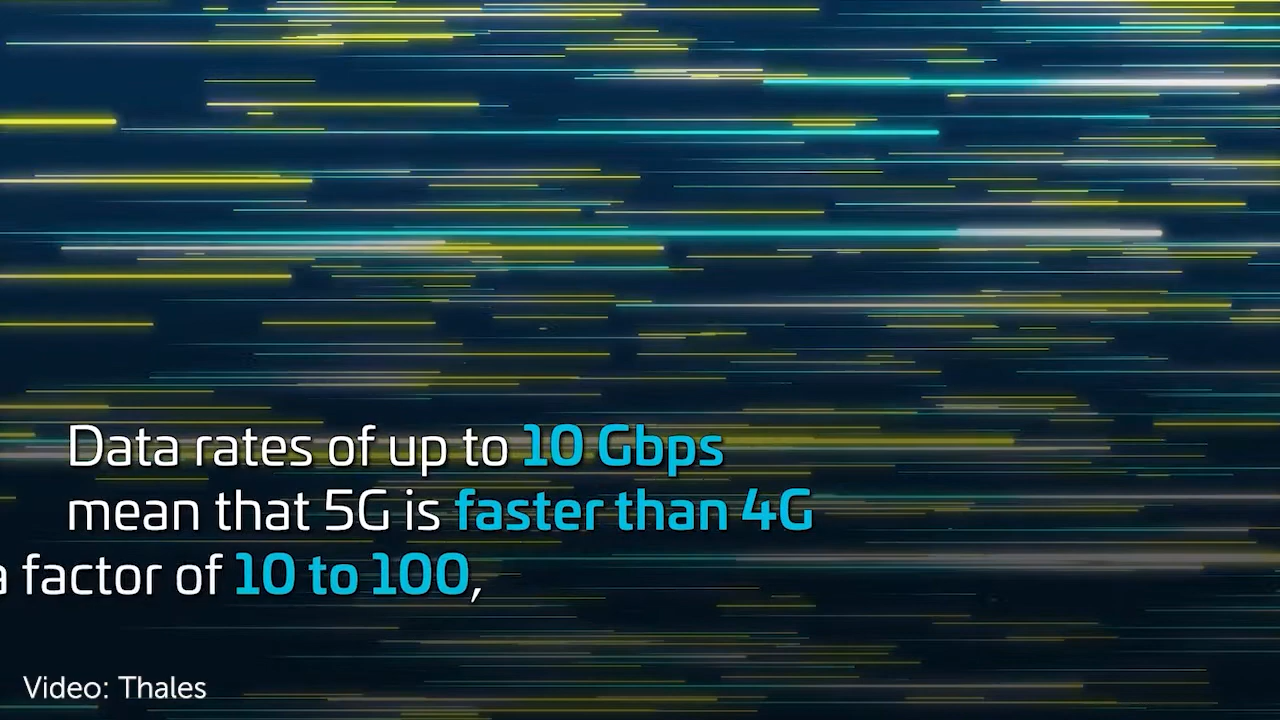 Data rates of up to 10 Gbps
mean that 5G is faster than 4G
a factor of 10 to 100,
Video: Thales